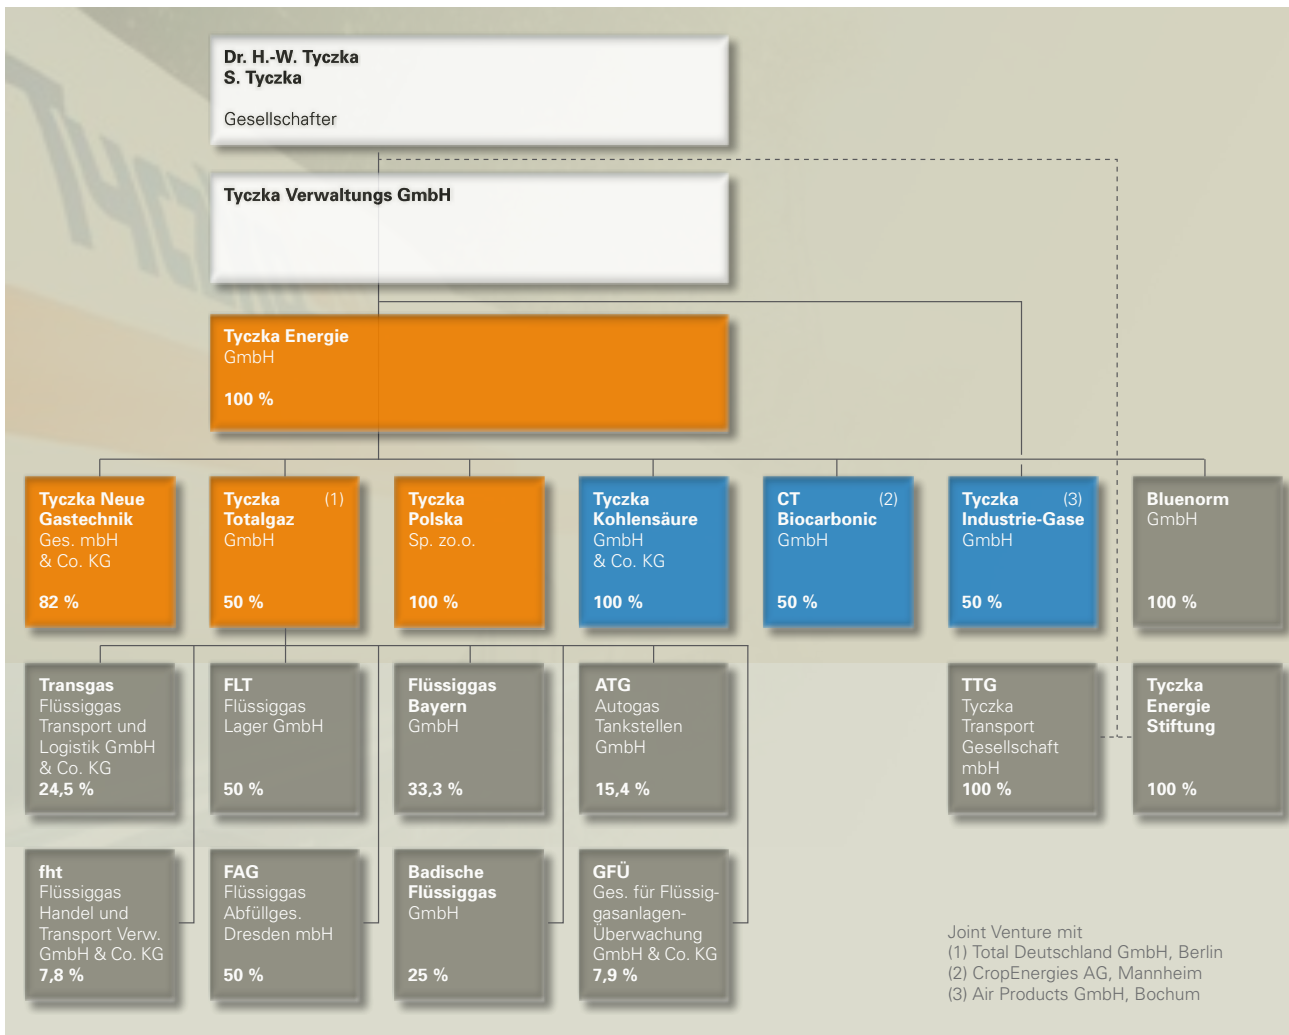 Tyczka
Dr. H.-W. Tyczka
S. Tyczka
Gesellschafter
Tyczka Verwaltungs GmbH
Tyczka Energie
GmbH
100 %
Tyczka Neue
Gastechnik
Ges. mbH
& Co. KG
82 %
Tyczka (1)
Totalgaz
GmbH
50 %
Tyczka
Polska
Sp. zo.o.
100 %
Tyczka
Kohlensäure
GmbH
& Co. KG
100 %
CT (2)
Biocarbonic
GmbH
50 %
Tyczka (3)
Industrie-Gase
GmbH
50 %
Bluenorm
GmbH
100 %
Transgas
Flüssiggas
Transport und
Logistik GmbH
& Co. KG
24,5 %
FLT
Flüssiggas
Lager GmbH
50 %
Flüssiggas
Bayern
GmbH
33,3 %
ATG
Autogas
Tankstellen
GmbH
15,4 %
TTG
Tyczka
Transport
Gesellschaft
mbH
100 %
Tyczka
Energie
Stiftung
100 %
fht
Flüssiggas
Handel und
Transport Verw.
GmbH & Co. KG
7,8 %
FAG
Flüssiggas
Abfüllges.
Dresden mbH
50 %
Badische
Flüssiggas
GmbH
25 %
GFÜ
Ges. für Flüssig-
gasanlagen-
Überwachung
GmbH & Co. KG
7,9 %
Joint Venture mit
(1) Total Deutschland GmbH, Berlin
(2) CropEnergies AG, Mannheim
(3) Air Products GmbH, Bochum